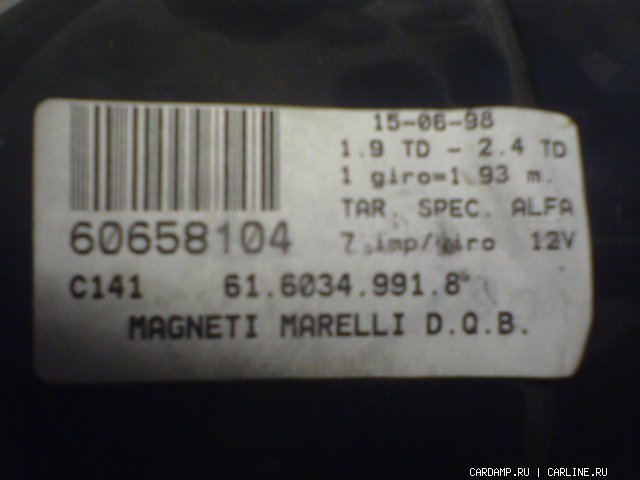 15-06-98
1.9 TD - 2.4 TD
1 giro=1.93 m.
TAR. SPEC. ALFA
60658104
7 imp/giro 12V
C141 61.6034.991.8
MAGNETI MARELLI D.Q.B.
CARDAMP.RU | CARLINE.RU